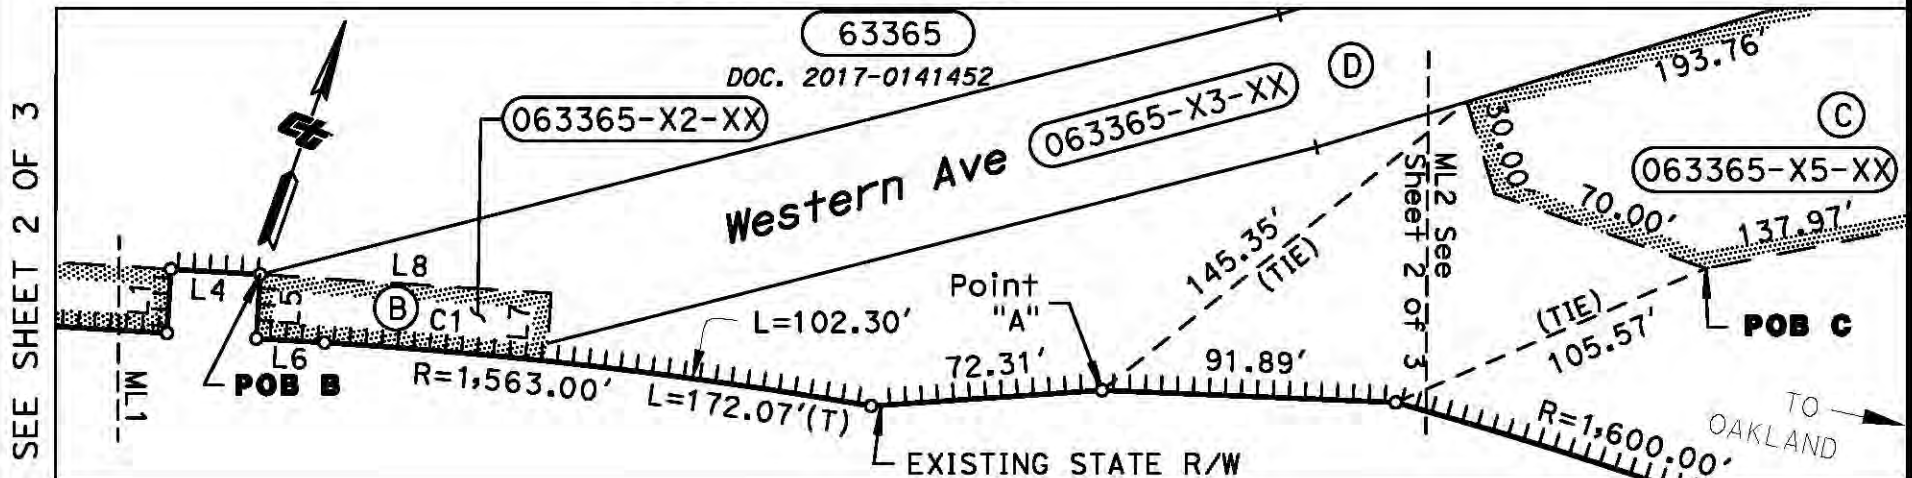 SEE SHEET 2 OF 3
63365
DOC. 2017-0141452
063365-X2-XX
063365-X3-XX
D
193.76'
C
063365-X5-XX
30.00
70.00'
137.97'
Western Ave
ML2 See
Sheet 2 of 3
145.35'
(TIE)
L8
L1
L4
L5
B
C1
L7
L6
POB B
ML1
R=1,563.00'
L=102.30'
L=172.07'(T)
Point
"A"
72.31'
91.89'
(TIE)
105.57'
POB C
R=1,600.00'
TO
OAKLAND
EXISTING STATE R/W